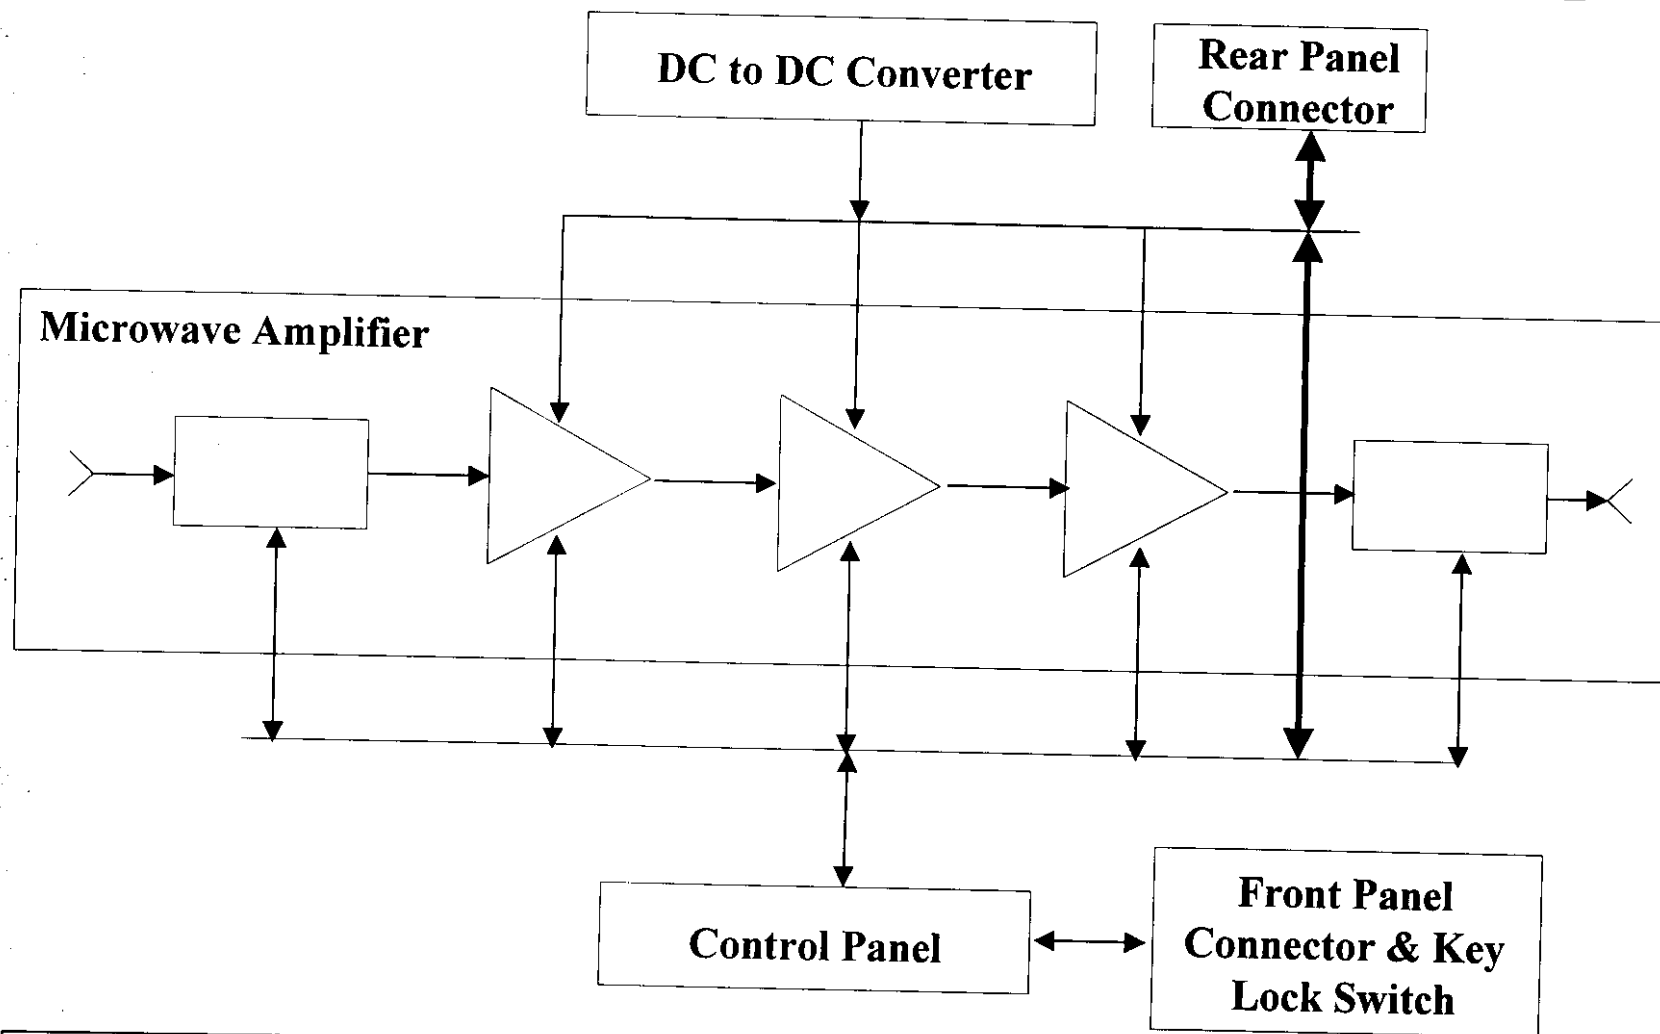 DC to DC Converter
Rear Panel
Connector
Microwave Amplifier
Control Panel
Front Panel
Connector & Key
Lock Switch